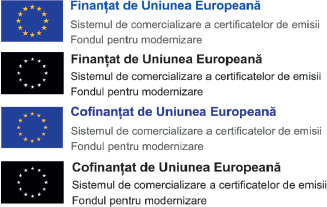 Finanțat de Uniunea Europeană
Sistemul de comercializare a certificatelor de emisii
Fondul pentru modernizare
Finanțat de Uniunea Europeană
Sistemul de comercializare a certificatelor de emisii
Fondul pentru modernizare
Cofinanțat de Uniunea Europeană
Sistemul de comercializare a certificatelor de emisii
Fondul pentru modernizare
Cofinanțat de Uniunea Europeană
Sistemul de comercializare a certificatelor de emisii
Fondul pentru modernizare